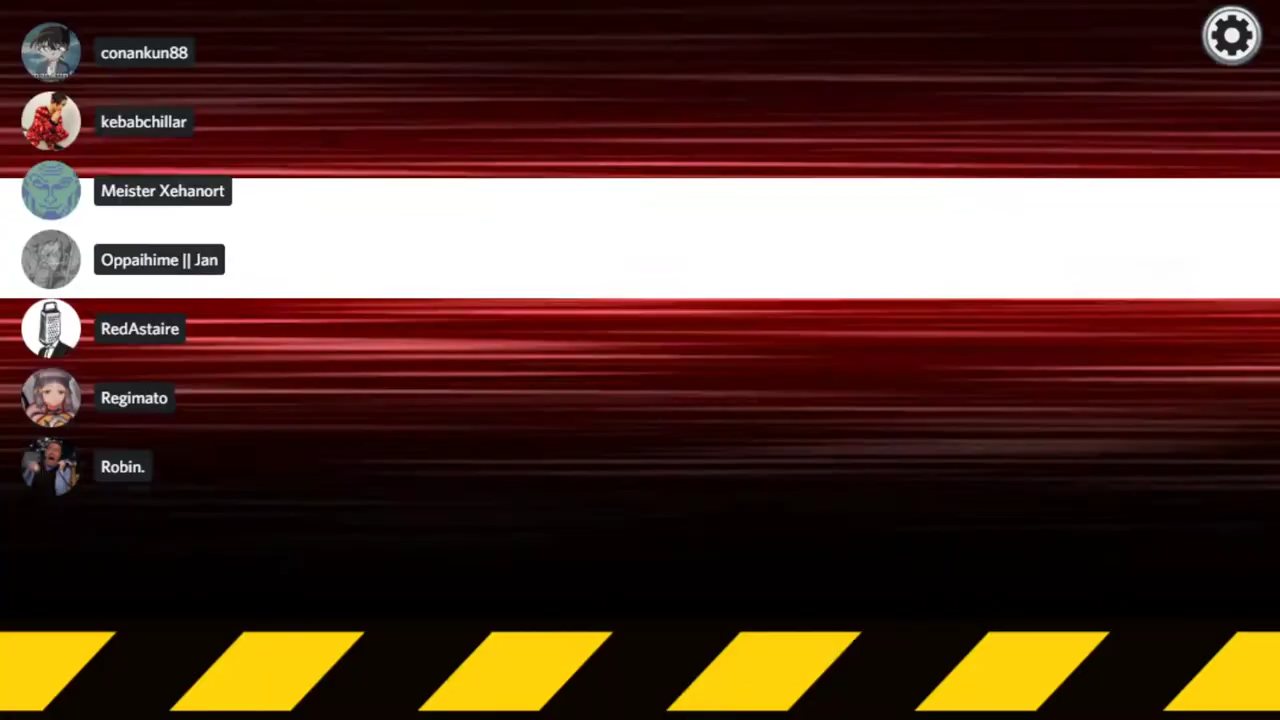 conankun88
kebabchillar
Meister Xehanort
Oppaihime || Jan
RedAstaire
Regimato
Robin.